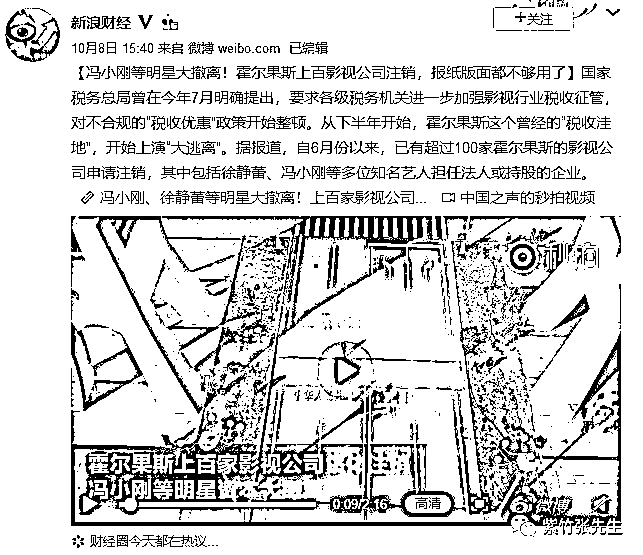 新浪财经
+关注
10月8日 15:40 来自 微博 weibo.com 已编辑
【冯小刚等明星大撤离！霍尔果斯上百影视公司注销，报纸版面都不够用了】国家
税务总局曾在今年7月明确提出，要求各级税务机关进一步加强影视行业税收征管，
对不合规的“税收优惠”政策开始整顿。从下半年开始，霍尔果斯这个曾经的“税收洼
地”，开始上演“大逃离”。据报道，自6月份以来，已有超过100家霍尔果斯的影视公
司申请注销，其中包括徐静蕾、冯小刚等多位知名艺人担任法人或持股的企业。
冯小刚、徐静蕾等明星大撤离！上百家影视公司... 中国之声的秒拍视频
秒拍
霍尔果斯上百家影视公司
冯小刚等明星
0:09/2:16 高清
微博
紫竹张先生
财经圈今天都在热议...